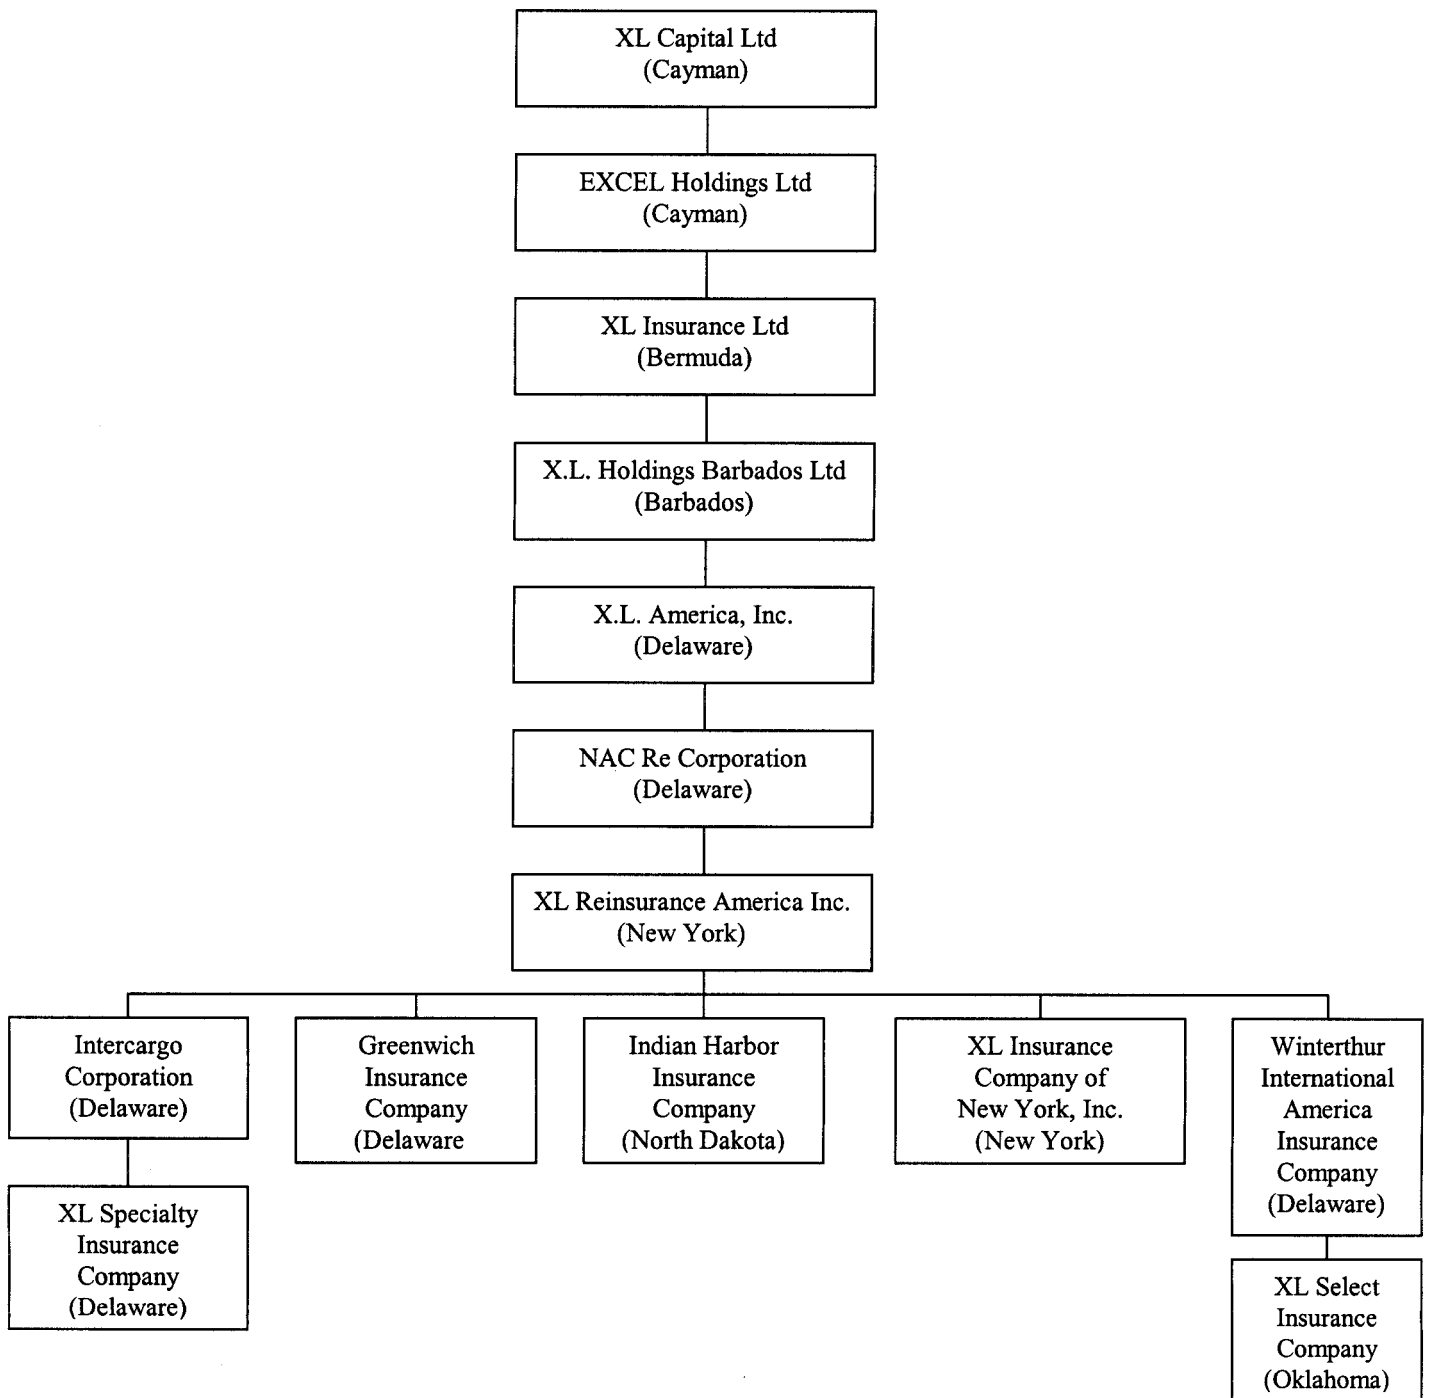 XL Capital Ltd
(Cayman)
EXCEL Holdings Ltd
(Cayman)
XL Insurance Ltd
(Bermuda)
X.L. Holdings Barbados Ltd
(Barbados)
X.L. America, Inc.
(Delaware)
NAC Re Corporation
(Delaware)
XL Reinsurance America Inc.
(New York)
Intercargo
Corporation
(Delaware)
Greenwich
Insurance
Company
(Delaware
Indian Harbor
Insurance
Company
(North Dakota)
XL Insurance
Company of
New York, Inc.
(New York)
Winterthur
International
America
Insurance
Company
(Delaware)
XL Specialty
Insurance
Company
(Delaware)
XL Select
Insurance
Company
(Oklahoma)